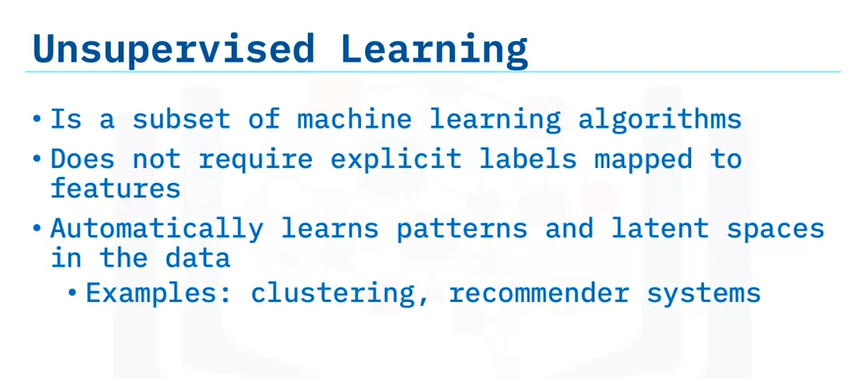 Unsupervised Learning
• Is a subset of machine learning algorithms
• Does not require explicit labels mapped to
features
• Automatically learns patterns and latent spaces
in the data
• Examples: clustering, recommender systems